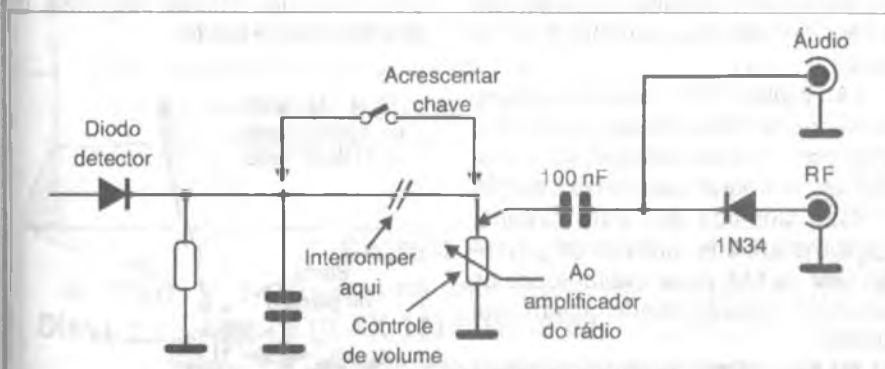 Áudio
Acrescentar
chave
Diodo
detector
100 nF
RF
1N34
Interromper
aqui
Ao
amplificador
do rádio
Controle
de volume